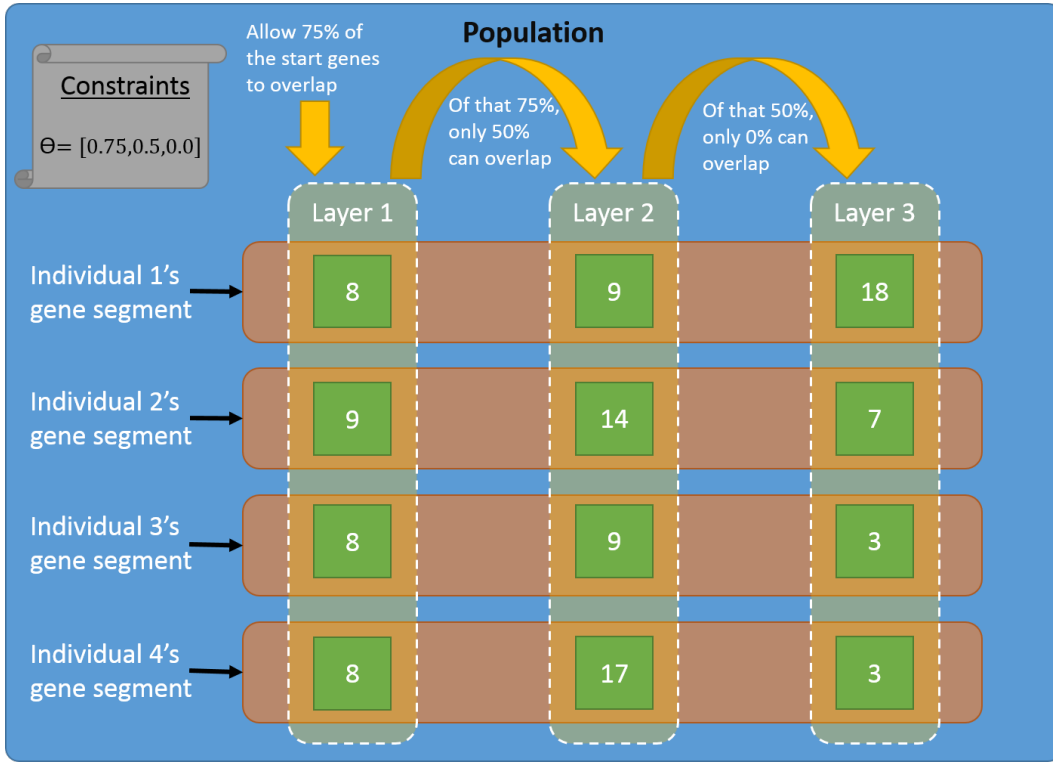 Population
Constraints
Ɵ= [0.75,0.5,0.0]
Allow 75% of
the start genes
to overlap
Of that 75%,
only 50%
can overlap
Of that 50%,
only 0% can
overlap
Layer 1
Layer 2
Layer 3
Individual 1’s
gene segment
8
9
18
Individual 2’s
gene segment
9
14
7
Individual 3’s
gene segment
8
9
3
Individual 4’s
gene segment
8
17
3